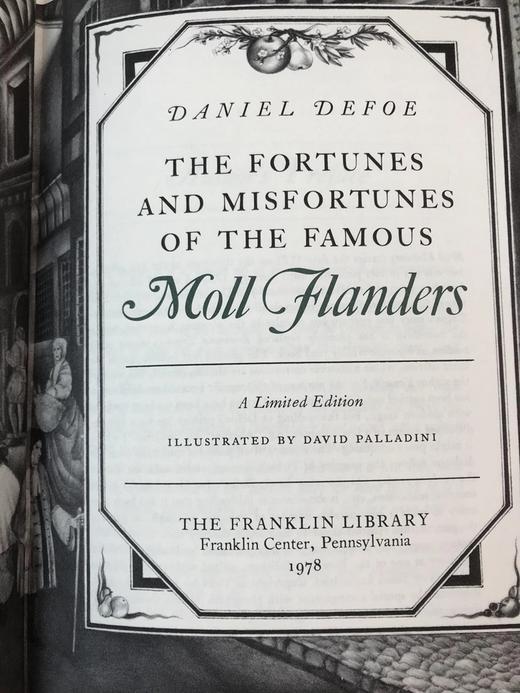 DANIEL DEFOE
THE FORTUNES
AND MISFORTUNES
OF THE FAMOUS
Moll Flanders
A Limited Edition
ILLUSTRATED BY DAVID PALLADINI
THE FRANKLIN LIBRARY
Franklin Center, Pennsylvania
1978